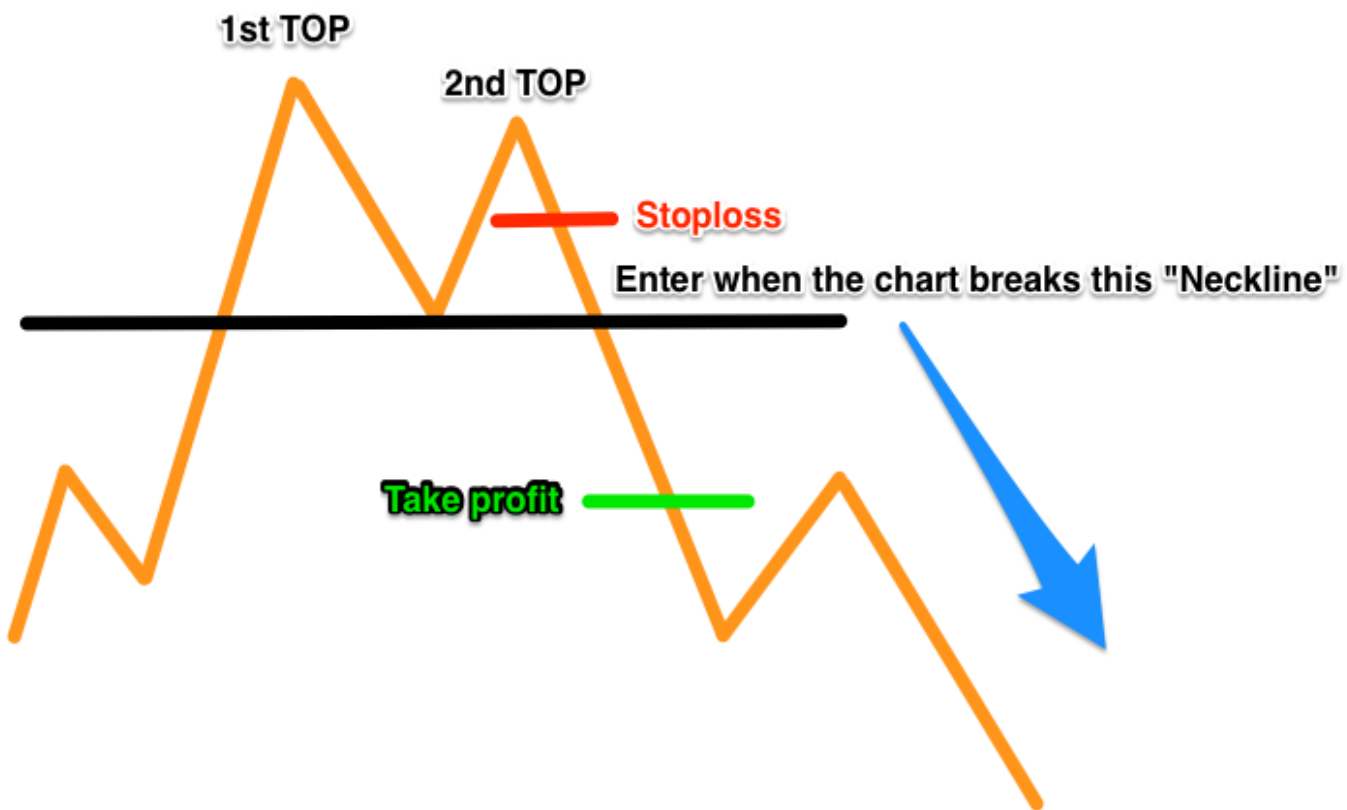 1st TOP
2nd TOP
Stoploss
Enter when the chart breaks this "Neckline"
Take profit